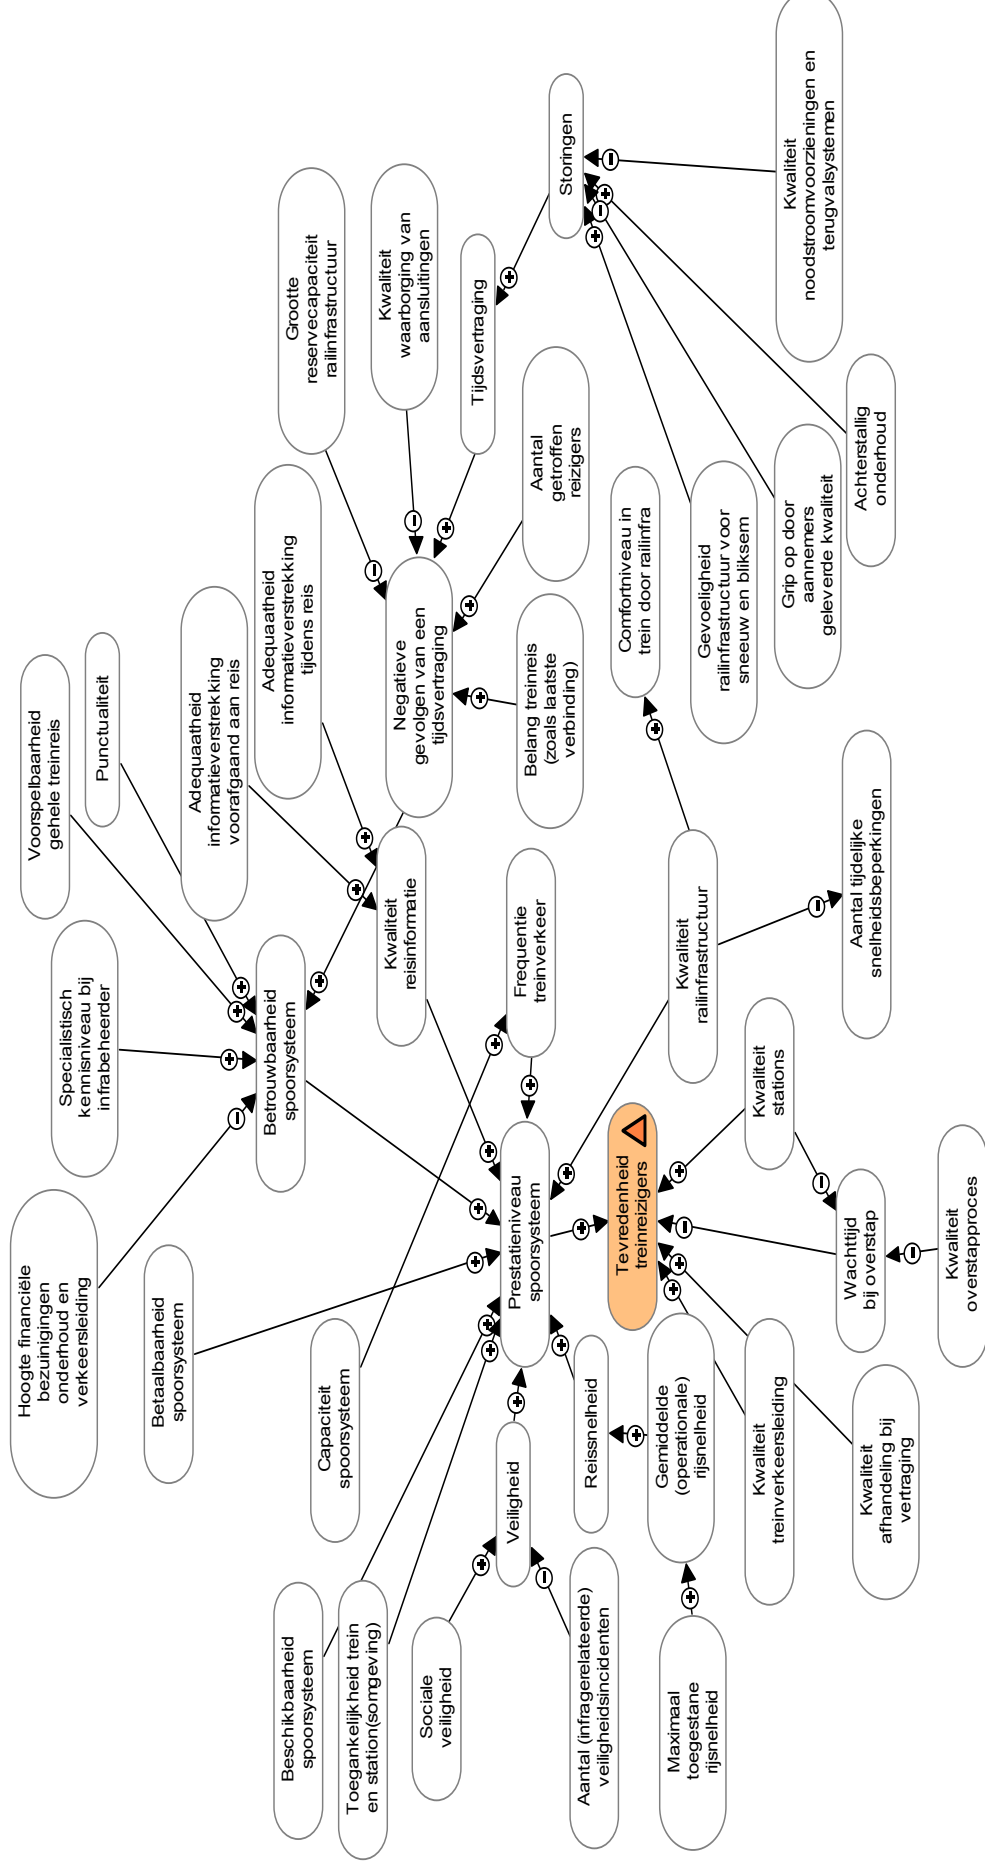 Hoogte financiële
bezuinigingen
onderhoud en
verkeersleiding
Voorspelbaarheid
gehele treinreis
Specialistisch
kennisniveau bij
infrabeheerder
Punctualiteit
Betaalbaarheid
spoorsysteem
Adequaatheid
informatieverstrekking
voorafgaand aan reis
Adequaatheid
informatieverstrekking
tijdens reis
Betrouwbaarheid
spoorsysteem
Grootte
reservecapaciteit
railinfrastructuur
Beschikbaarheid
spoorsysteem
Capaciteit
spoorsysteem
Toegankelijkheid trein
en station(somgeving)
Kwaliteit
waarborging van
aansluitingen
Kwaliteit
reisinformatie
Negatieve
gevolgen van een
tijdsvertraging
Sociale
veiligheid
Tijdsvertraging
Veiligheid
Prestatieniveau
spoorsysteem
Frequentie
treinverkeer
Belang treinreis
(zoals laatste
verbinding)
Aantal
getroffen
reizigers
Storingen
Aantal (infragerelateerde)
veiligheidsincidenten
Reissnelheid
Tevredenheid
treinreizigers
Comfortniveau in
trein door railinfra
Maximaal
toegestane
rijsnelheid
Gemiddelde
(operationale)
rijsnelheid
Kwaliteit
railinfrastructuur
Gevoeligheid
railinfrastructuur voor
sneeuw en bliksem
Kwaliteit
treinverkeersleiding
Kwaliteit
stations
Grip op door
aannemers
geleverde kwaliteit
Kwaliteit
noodstroomvoorzieningen en
terugvalsystemen
Kwaliteit
afhandeling bij
vertraging
Wachttijd
bij overstap
Aantal tijdelijke
snelheidsbeperkingen
Achterstallig
onderhoud
Kwaliteit
overstapproces